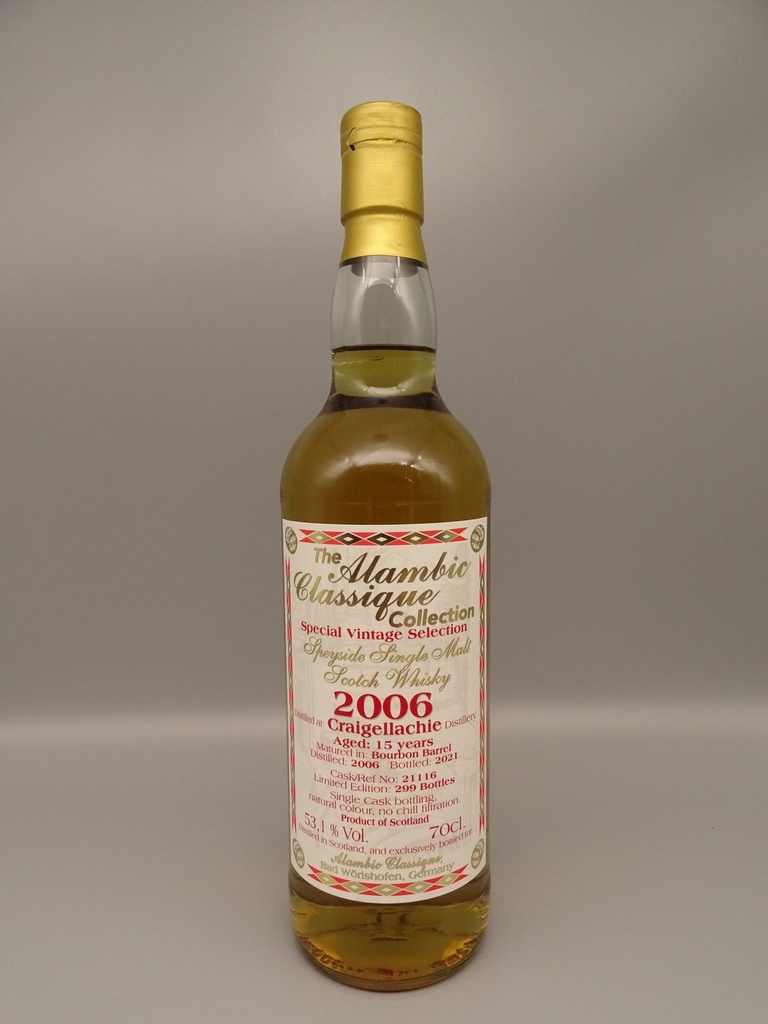 The Alambic
Classique
Collection
Special Vintage Selection
Speyside Single Malt
Scotch Whisky
2006
Distilled at: Craigellachie Distillery
Aged: 15 years
Matured in: Bourbon Barrel
Distilled: 2006 Bottled: 2021
Cask/Ref No: 21116
Limited Edition: 299 Bottles
Single Cask bottling,
natural colour, no chill filtration.
Product of Scotland
53,1 % Vol. 70cl.
Distilled in Scotland, and exclusively bottled for:
Alambic Classique,
Bad Wörishofen, Germany